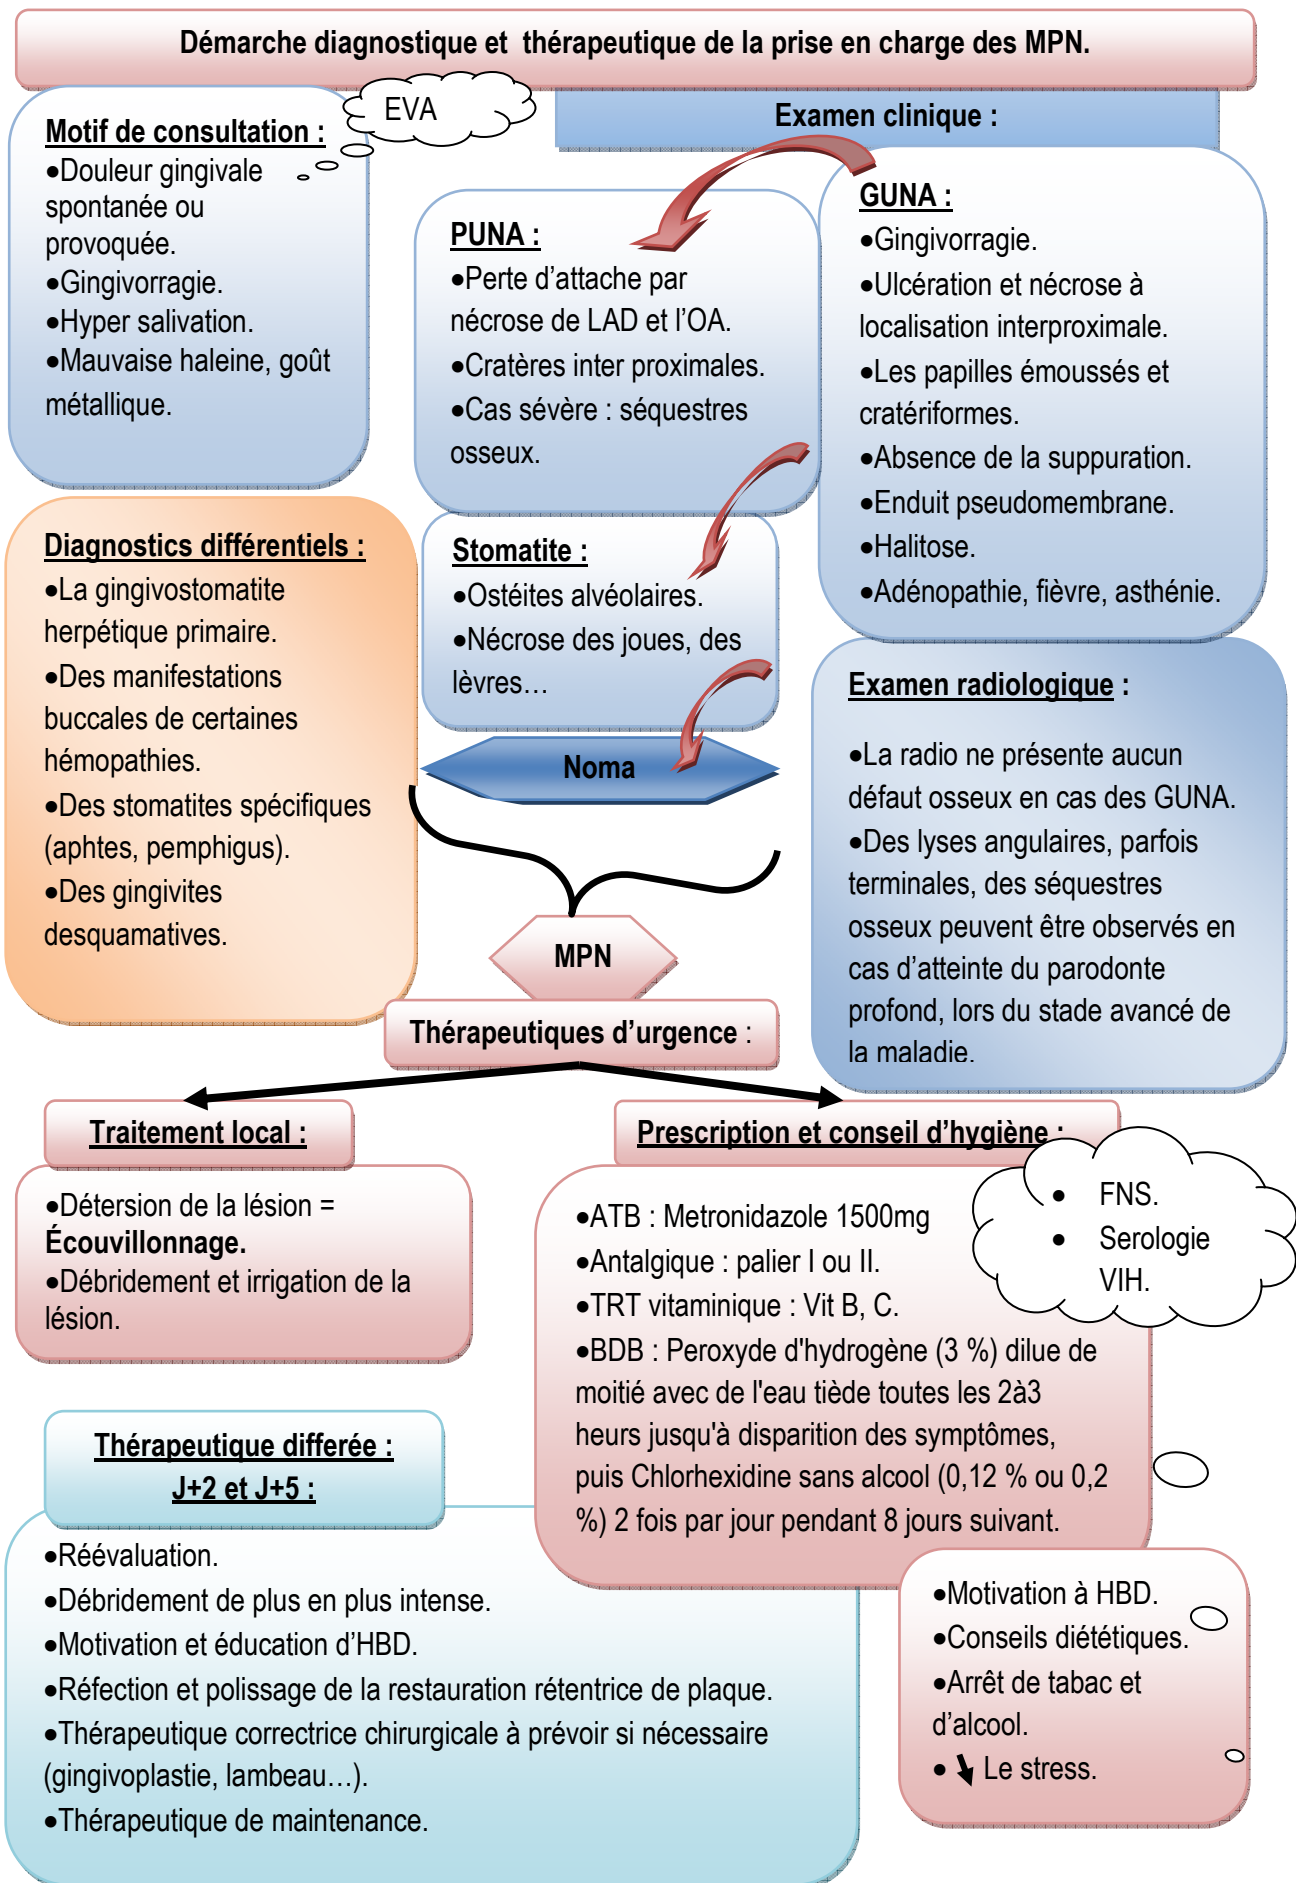 Démarche diagnostique et  thérapeutique de la prise en charge des MPN.
EVA
Motif de consultation :
•Douleur gingivale
spontanée ou
provoquée.
•Gingivorragie.
•Hyper salivation.
•Mauvaise haleine, goût
métallique.
Examen clinique :
PUNA :
•Perte d'attache par
nécrose de LAD et l'OA.
•Cratères inter proximales.
•Cas sévère : séquestres
osseux.
GUNA :
•Gingivorragie.
•Ulcération et nécrose à
localisation interproximale.
•Les papilles émoussés et
cratériformes.
•Absence de la suppuration.
•Enduit pseudomembrane.
•Halitose.
•Adénopathie, fièvre, asthénie.
Diagnostics différentiels :
•La gingivostomatite
herpétique primaire.
•Des manifestations
buccales de certaines
hémopathies.
•Des stomatites spécifiques
(aphtes, pemphigus).
•Des gingivites
desquamatives.
Stomatite :
•Ostéites alvéolaires.
•Nécrose des joues, des
lèvres…
Noma
Examen radiologique :
•La radio ne présente aucun
défaut osseux en cas des GUNA.
•Des lyses angulaires, parfois
terminales, des séquestres
osseux peuvent être observés en
cas d'atteinte du parodonte
profond, lors du stade avancé de
la maladie.
MPN
Thérapeutiques d'urgence :
Traitement local :
•Détersion de la lésion =
Écouvillonnage.
•Débridement et irrigation de la
lésion.
Prescription et conseil d'hygiène :
•ATB : Metronidazole 1500mg
•Antalgique : palier I ou II.
•TRT vitaminique : Vit B, C.
•BDB : Peroxyde d'hydrogène (3 %) dilue de
moitié avec de l'eau tiède toutes les 2à3
heurs jusqu'à disparition des symptômes,
puis Chlorhexidine sans alcool (0,12 % ou 0,2
%) 2 fois par jour pendant 8 jours suivant.
• FNS.
• Serologie
VIH.
Thérapeutique differée :
J+2 et J+5 :
•Réévaluation.
•Débridement de plus en plus intense.
•Motivation et éducation d'HBD.
•Réfection et polissage de la restauration rétentrice de plaque.
•Thérapeutique correctrice chirurgicale à prévoir si nécessaire
(gingivoplastie, lambeau…).
•Thérapeutique de maintenance.
•Motivation à HBD.
•Conseils diététiques.
•Arrêt de tabac et
d'alcool.
• Le stress.